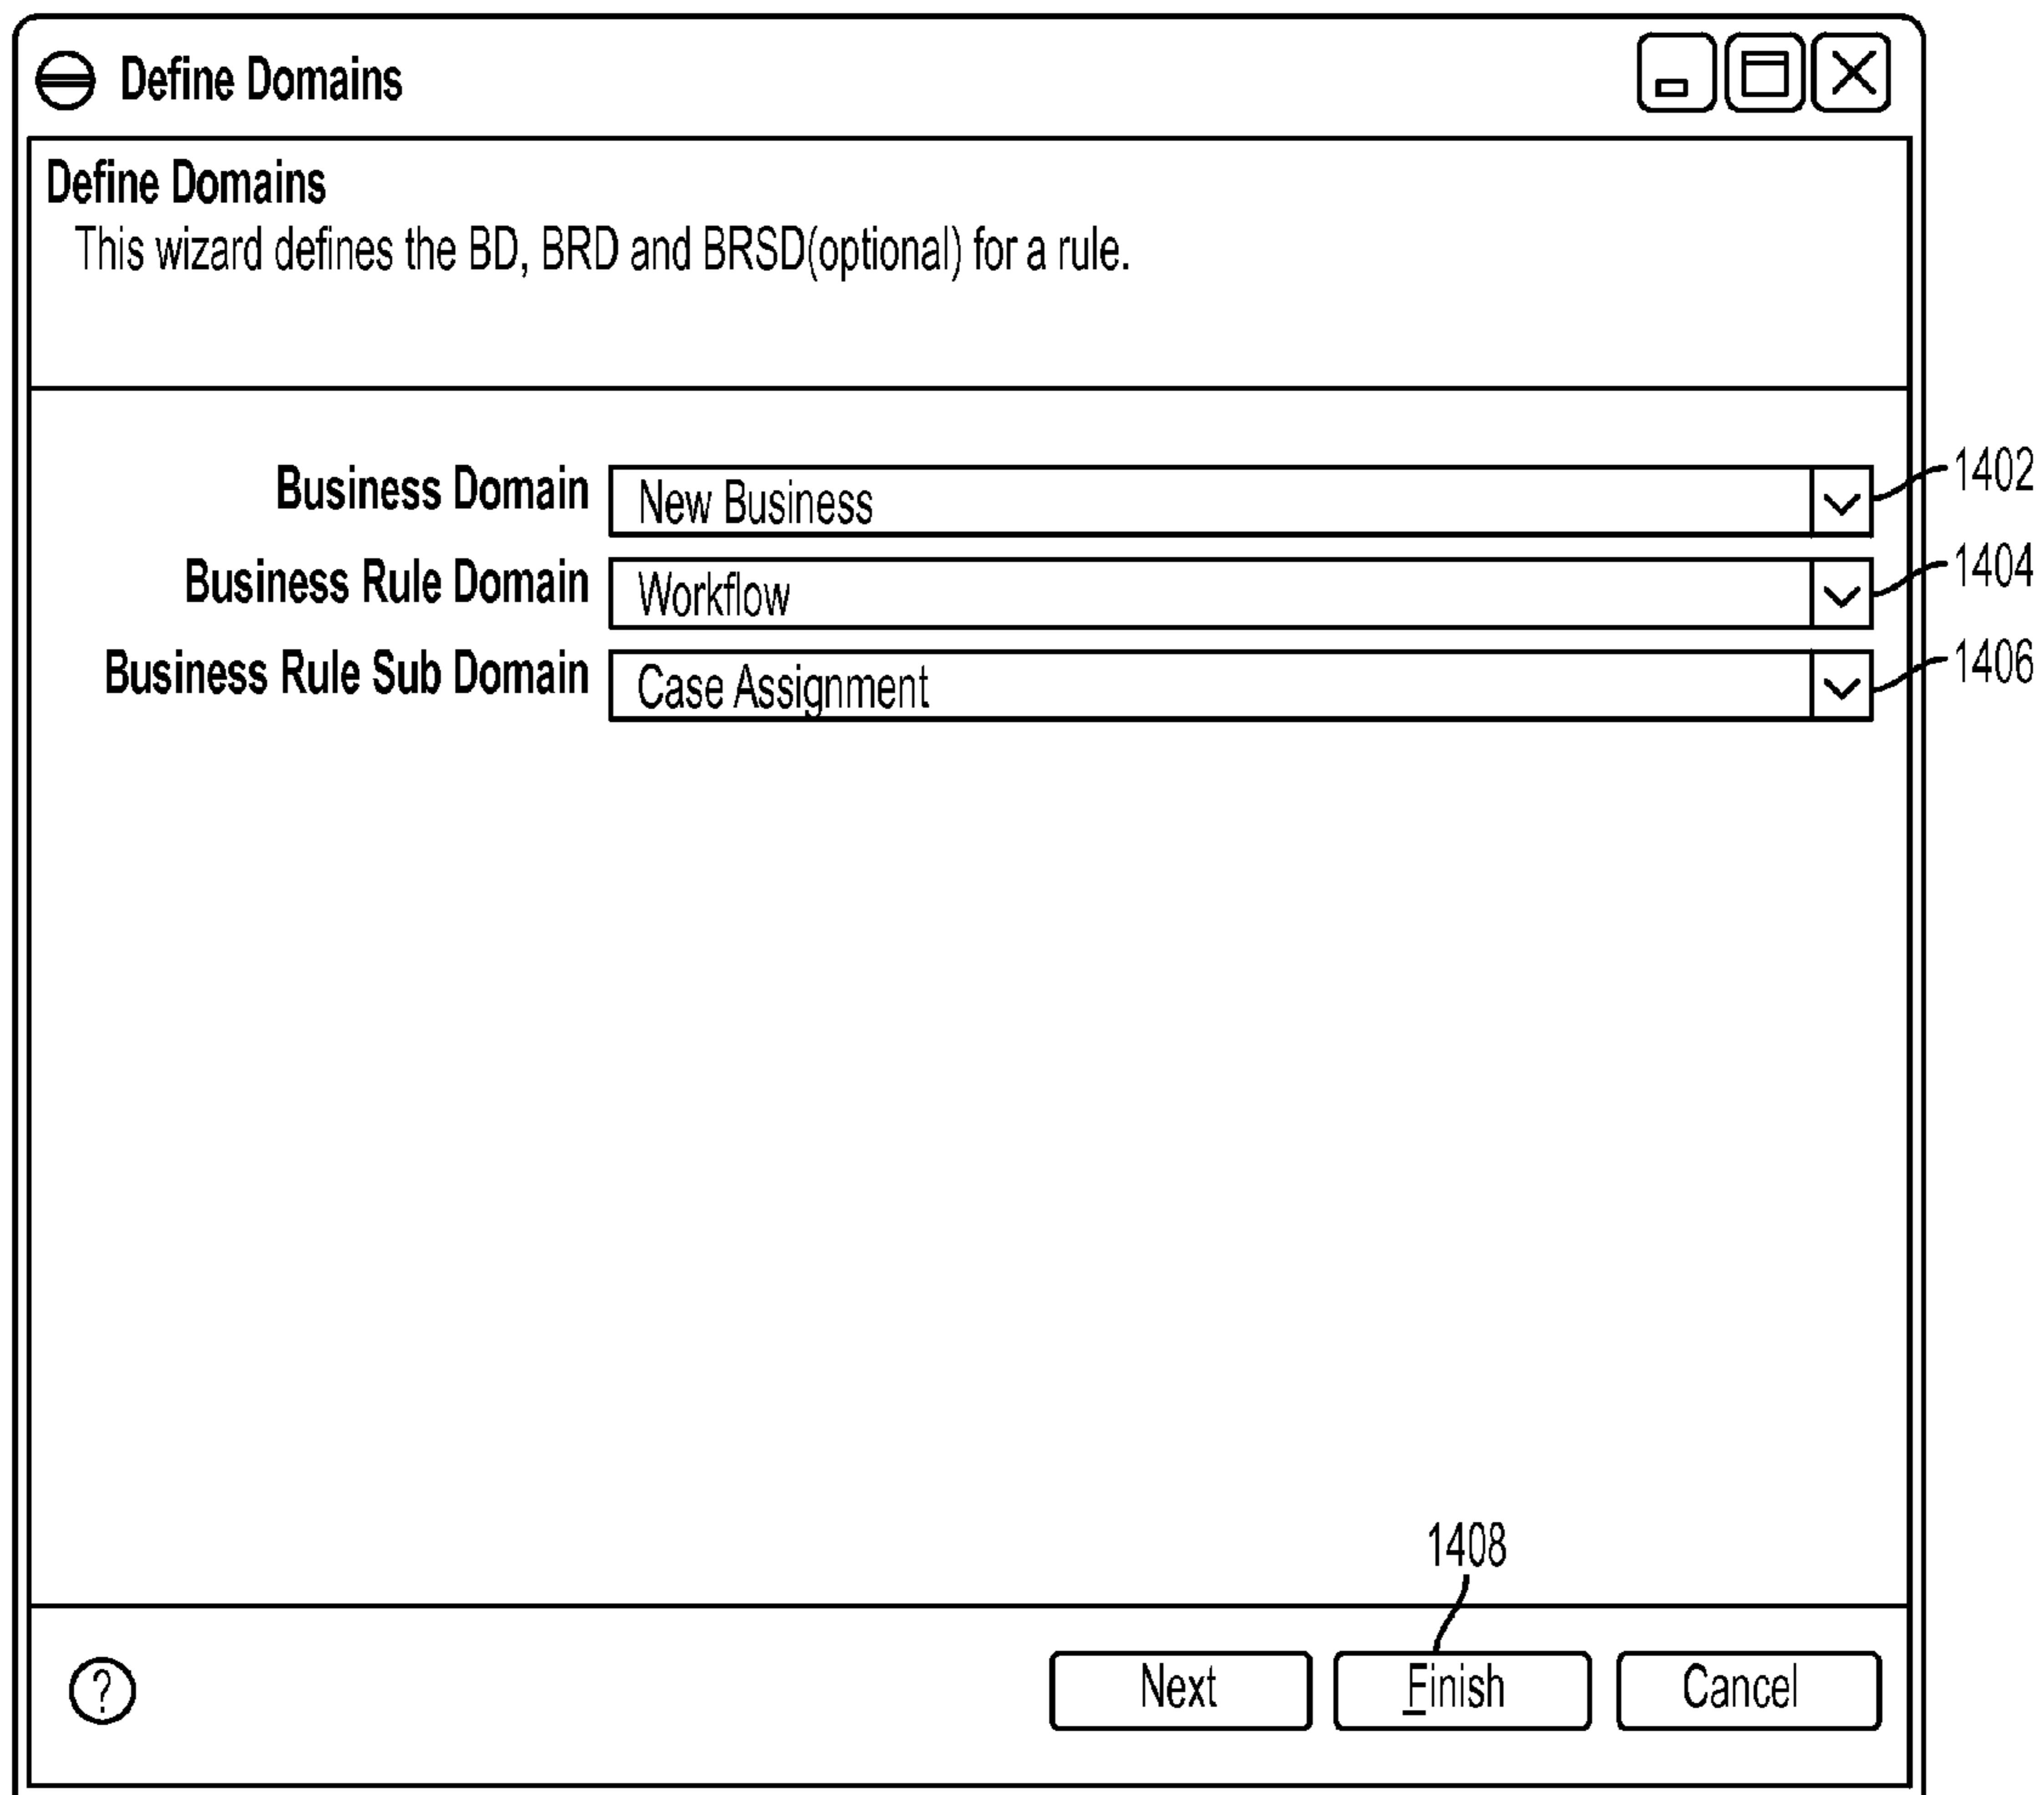 Define Domains
Define Domains
This wizard defines the BD, BRD and BRSD(optional) for a rule.
Business Domain New Business 1402
Business Rule Domain Workflow 1404
Business Rule Sub Domain Case Assignment 1406
1408
? Next Finish Cancel